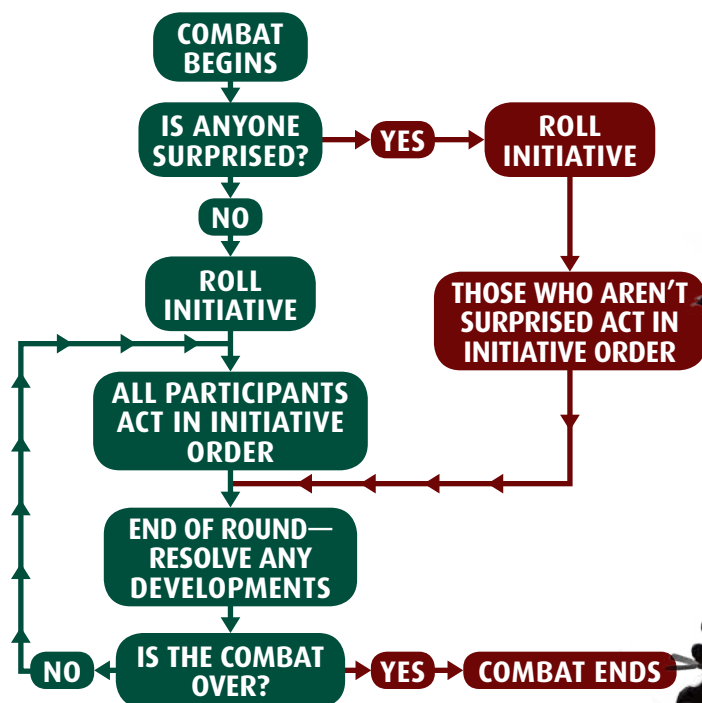 COMBAT
BEGINS
IS ANYONE
SURPRISED?
YES
ROLL
INITIATIVE
NO
ROLL
INITIATIVE
THOSE WHO AREN'T
SURPRISED ACT IN
INITIATIVE ORDER
ALL PARTICIPANTS
ACT IN INITIATIVE
ORDER
END OF ROUND—
RESOLVE ANY
DEVELOPMENTS
IS THE COMBAT
OVER?
NO
YES
COMBAT ENDS